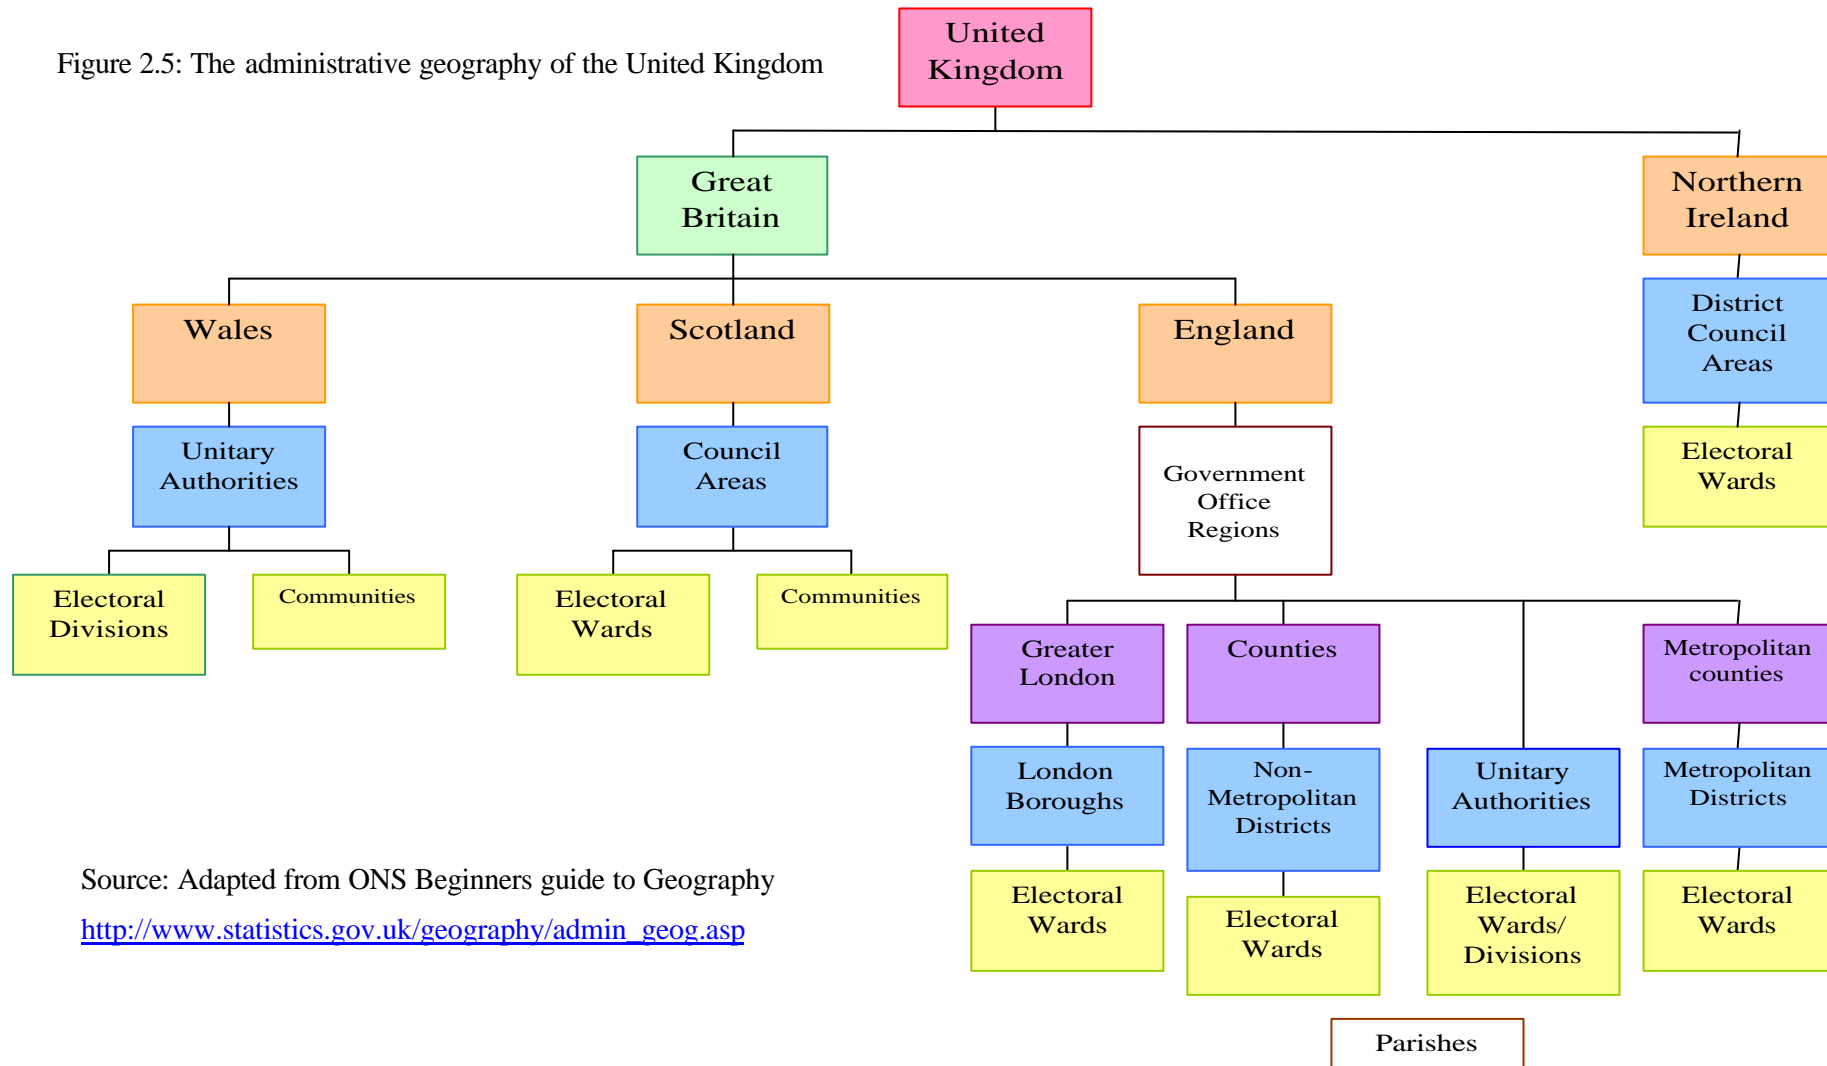 Figure 2.5: The administrative geography of the United Kingdom
United
Kingdom
Great
Britain
Northern
Ireland
Wales
Scotland
England
District
Council
Areas
Unitary
Authorities
Council
Areas
Government
Office
Regions
Electoral
Wards
Electoral
Divisions
Communities
Electoral
Wards
Communities
Greater
London
Counties
Metropolitan
counties
London
Boroughs
Non-
Metropolitan
Districts
Unitary
Authorities
Metropolitan
Districts
Electoral
Wards
Electoral
Wards
Electoral
Wards/
Divisions
Electoral
Wards
Parishes
Source: Adapted from ONS Beginners guide to Geography
http://www.statistics.gov.uk/geography/admin_geog.asp